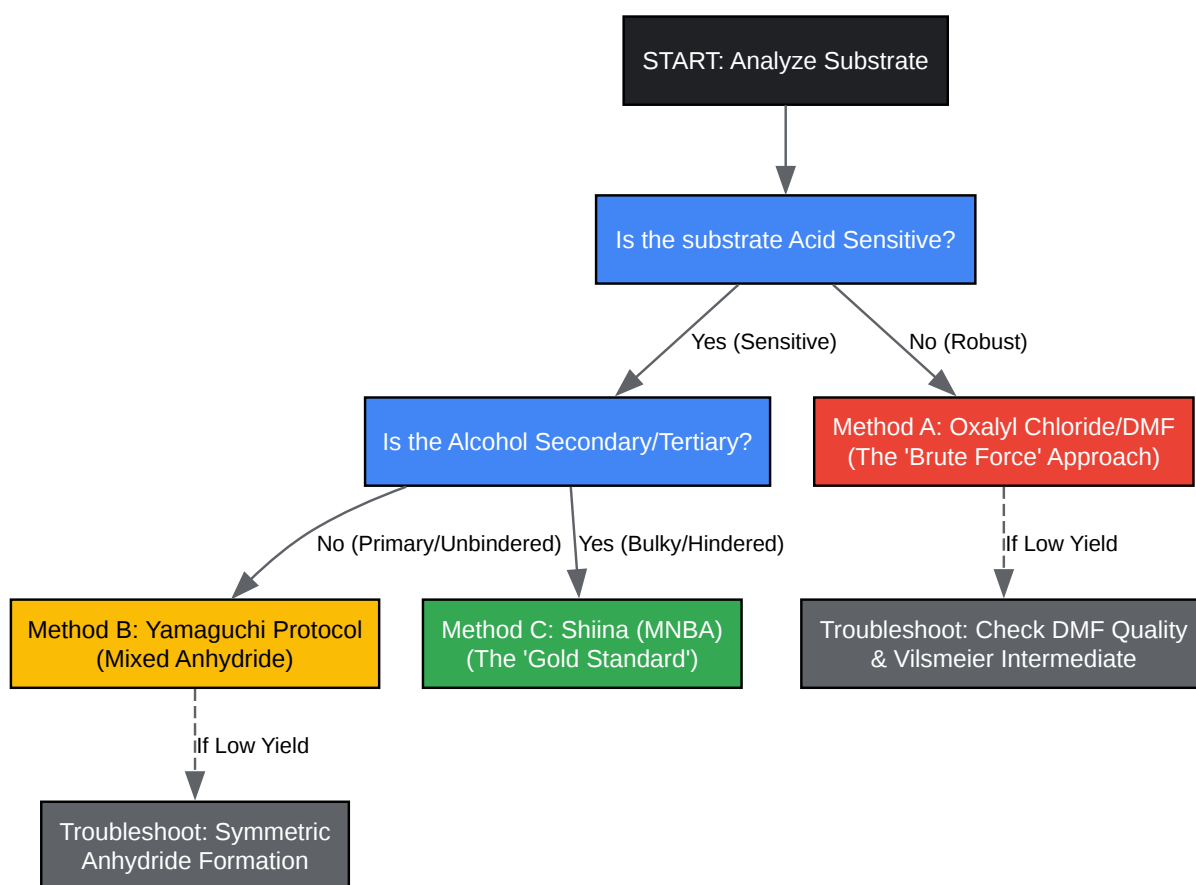 START: Analyze Substrate
Is the substrate Acid Sensitive?
Yes (Sensitive)
No (Robust)
Is the Alcohol Secondary/Tertiary?
Method A: Oxalyl Chloride/DMF
(The 'Brute Force' Approach)
No (Primary/Unbindered)
Yes (Bulky/Hindered)
If Low Yield
Method B: Yamaguchi Protocol
(Mixed Anhydride)
Method C: Shiina (MNBA)
(The 'Gold Standard')
Troubleshoot: Check DMF Quality
& Vilsmeier Intermediate
If Low Yield
Troubleshoot: Symmetric
Anhydride Formation